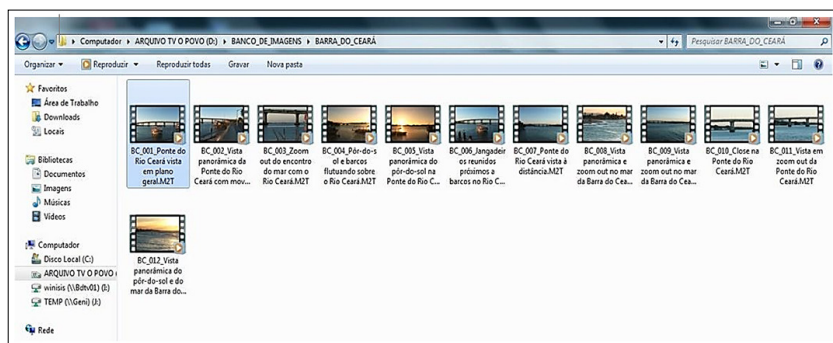 Computador ▸ ARQUIVO TV O POVO (D:) ▸ BANCO_DE_IMAGENS ▸ BARRA_DO_CEARÁ
Pesquisar BARRA_DO_CEARÁ
Organizar Reproduzir Reproduzir todas Gravar Nova pasta
Favoritos
Área de Trabalho
Downloads
Locais
Bibliotecas
Documentos
Imagens
Músicas
Vídeos
Computador
Disco Local (C:)
ARQUIVO TV O POVO (
winisis (\\Bdtv01) (I:)
TEMP (\\Geni) (J:)
Rede
BC_001_Ponte do
Rio Ceará vista
em plano
geral.M2T
BC_002_Vista
panorâmica da
Ponte do Rio
Ceará com mov...
BC_003_Zoom
out do encontro
do mar com o
Rio Ceará.M2T
BC_004_Pôr-do-s
ol e barcos
flutuando sobre
o Rio Ceará.M2T
BC_005_Vista
panorâmica do
pôr-do-sol na
Ponte do Rio C...
BC_006_Jangadeir
os reunidos
próximos a
barcos no Rio C...
BC_007_Ponte do
Rio Ceará vista à
distância.M2T
BC_008_Vista
panorâmica e
zoom out no mar
da Barra do Cea...
BC_009_Vista
panorâmica e
zoom out no mar
da Barra do Cea...
BC_010_Close na
Ponte do Rio
Ceará.M2T
BC_011_Vista em
zoom out da
Ponte do Rio
Ceará.M2T
BC_012_Vista
panorâmica do
pôr-do-sol e do
mar da Barra do...